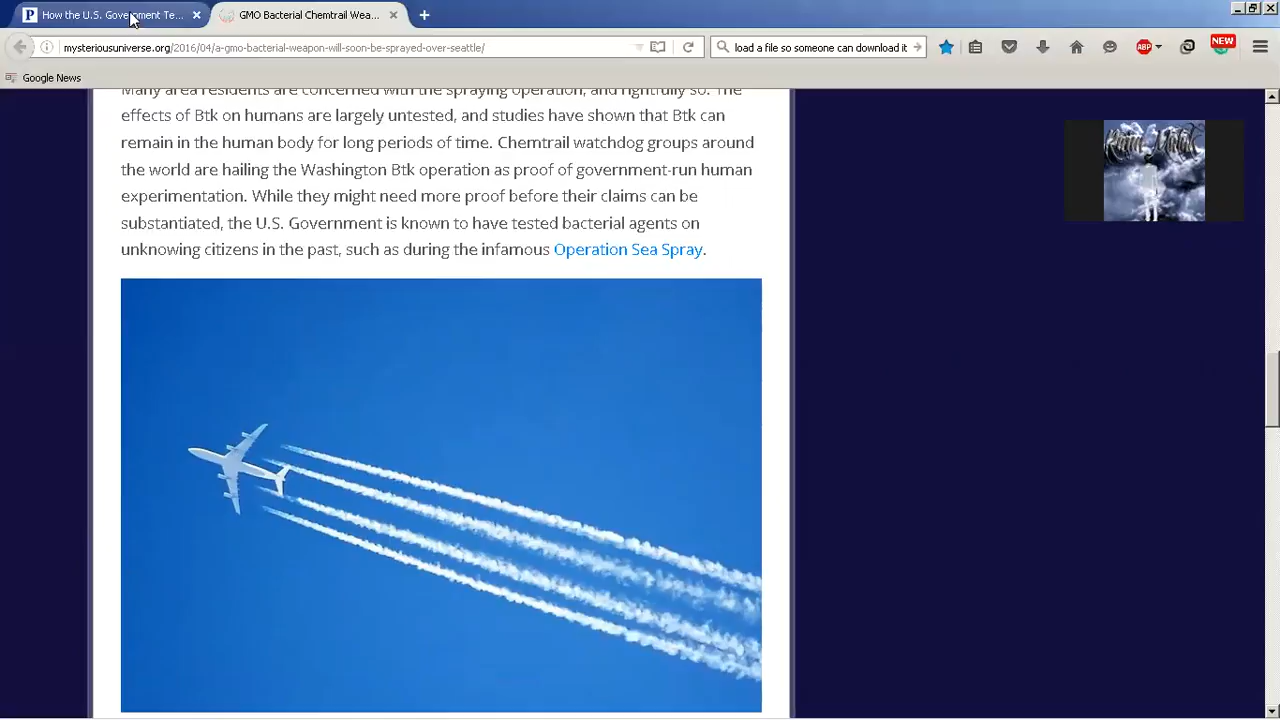 How the U.S. Government Te...
GMO Bacterial Chemtrail Wea...
mysteriousuniverse.org/2016/04/a-gmo-bacterial-weapon-will-soon-be-sprayed-over-seattle/
load a file so someone can download it
ABP
NEW
Google News
Many area residents are concerned with the spraying operation, and rightfully so. The
effects of Btk on humans are largely untested, and studies have shown that Btk can
remain in the human body for long periods of time. Chemtrail watchdog groups around
the world are hailing the Washington Btk operation as proof of government-run human
experimentation. While they might need more proof before their claims can be
substantiated, the U.S. Government is known to have tested bacterial agents on
unknowing citizens in the past, such as during the infamous Operation Sea Spray.